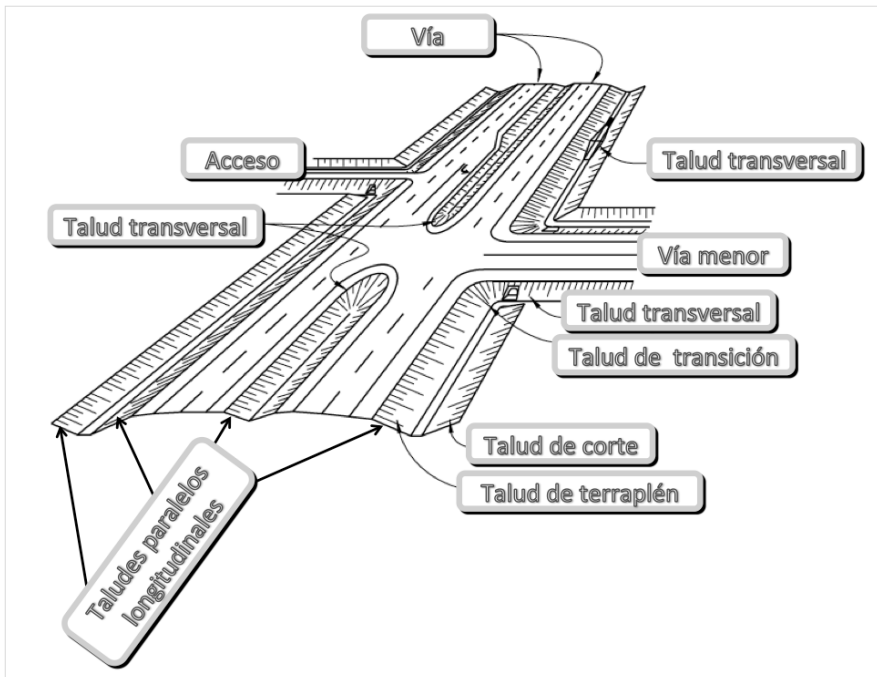 Vía
Acceso
Talud transversal
Talud transversal
Vía menor
Talud transversal
Talud de transición
Talud de corte
Talud de terraplén
Taludes paralelos
longitudinales